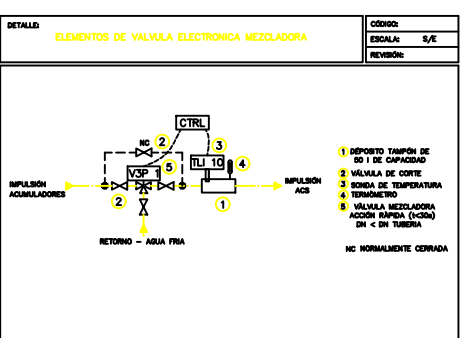 DETALLE:
ELEMENTOS DE VALVULA ELECTRONICA MEZCLADORA
CÓDIGO:
ESCALA: S/E
REVISIÓN:
CTRL
NC 2
3
TLI 10
4
V3P 1
5
IMPULSIÓN
ACUMULADORES
2
1
IMPULSIÓN
ACS
RETORNO - AGUA FRIA
1 DÉPOSITO TAMPÓN DE
50 l DE CAPACIDAD
2 VÁLVULA DE CORTE
3 SONDA DE TEMPERATURA
4 TERMÓMETRO
5 VÁLVULA MEZCLADORA
ACCIÓN RÁPIDA (t<30s)
DN < DN TUBERIA
NC NORMALMENTE CERRADA